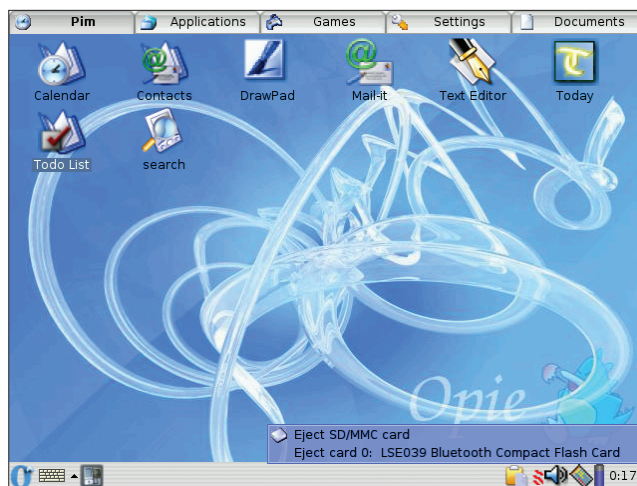 Pim Applications Games Settings Documents
Calendar Contacts DrawPad Mail-it Text Editor Today
Todo List search
Opie
Eject SD/MMC card
Eject card 0: LSE039 Bluetooth Compact Flash Card
0:17